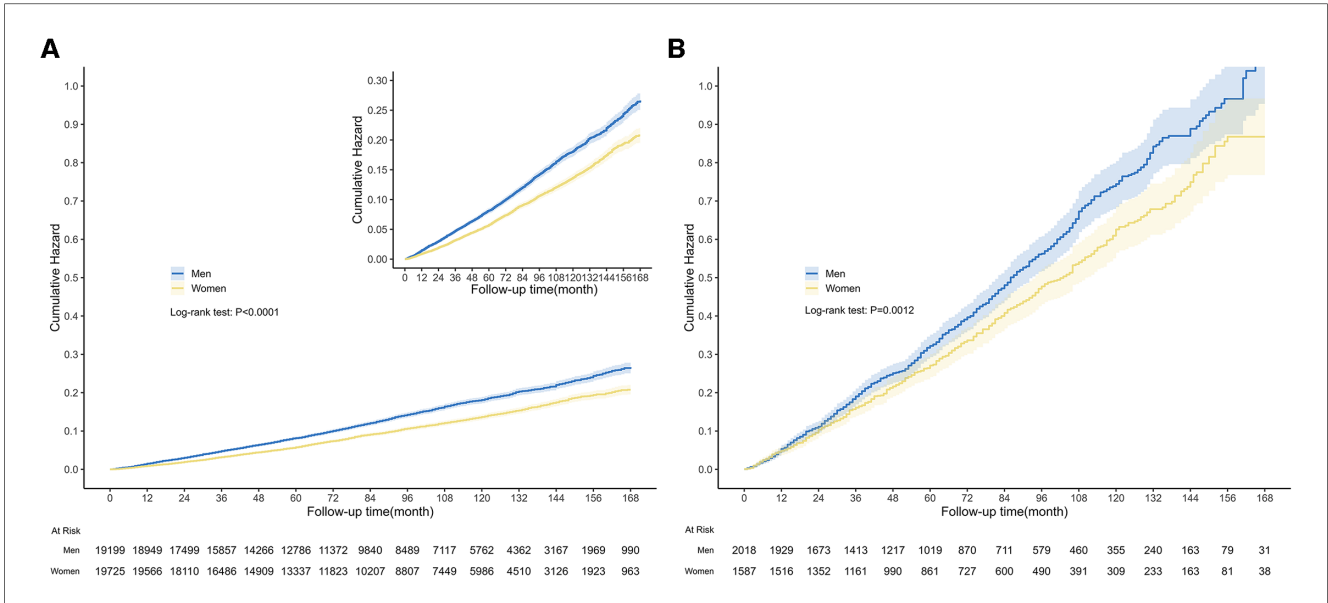 A
1.0
0.9
0.8
0.7
0.6
0.5
0.4
0.3
0.2
0.1
0.0
Cumulative Hazard
0.30
0.25
0.20
0.15
0.10
0.05
0.00
Cumulative Hazard
0 12 24 36 48 60 72 84 96 108 120 132 144 156 168
Follow-up time(month)
Men
Women
Log-rank test: P<0.0001
0 12 24 36 48 60 72 84 96 108 120 132 144 156 168
Follow-up time(month)
At Risk
Men 19199 18949 17499 15857 14266 12786 11372 9840 8489 7117 5762 4362 3167 1969 990
Women 19725 19566 18110 16486 14909 13337 11823 10207 8807 7449 5986 4510 3126 1923 963
B
1.0
0.9
0.8
0.7
0.6
0.5
0.4
0.3
0.2
0.1
0.0
Cumulative Hazard
Men
Women
Log-rank test: P=0.0012
0 12 24 36 48 60 72 84 96 108 120 132 144 156 168
Follow-up time(month)
At Risk
Men 2018 1929 1673 1413 1217 1019 870 711 579 460 355 240 163 79 31
Women 1587 1516 1352 1161 990 861 727 600 490 391 309 233 163 81 38